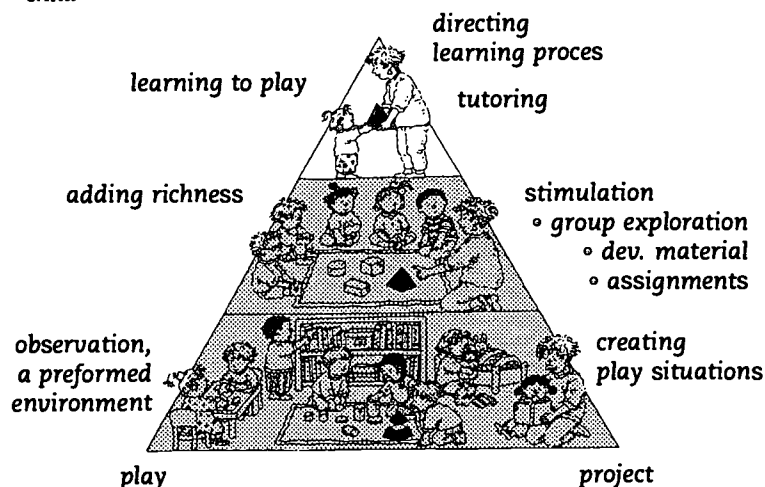 directing
learning proces
learning to play
tutoring
adding richness
stimulation
• group exploration
• dev. material
• assignments
observation,
a preformed
environment
creating
play situations
play
project